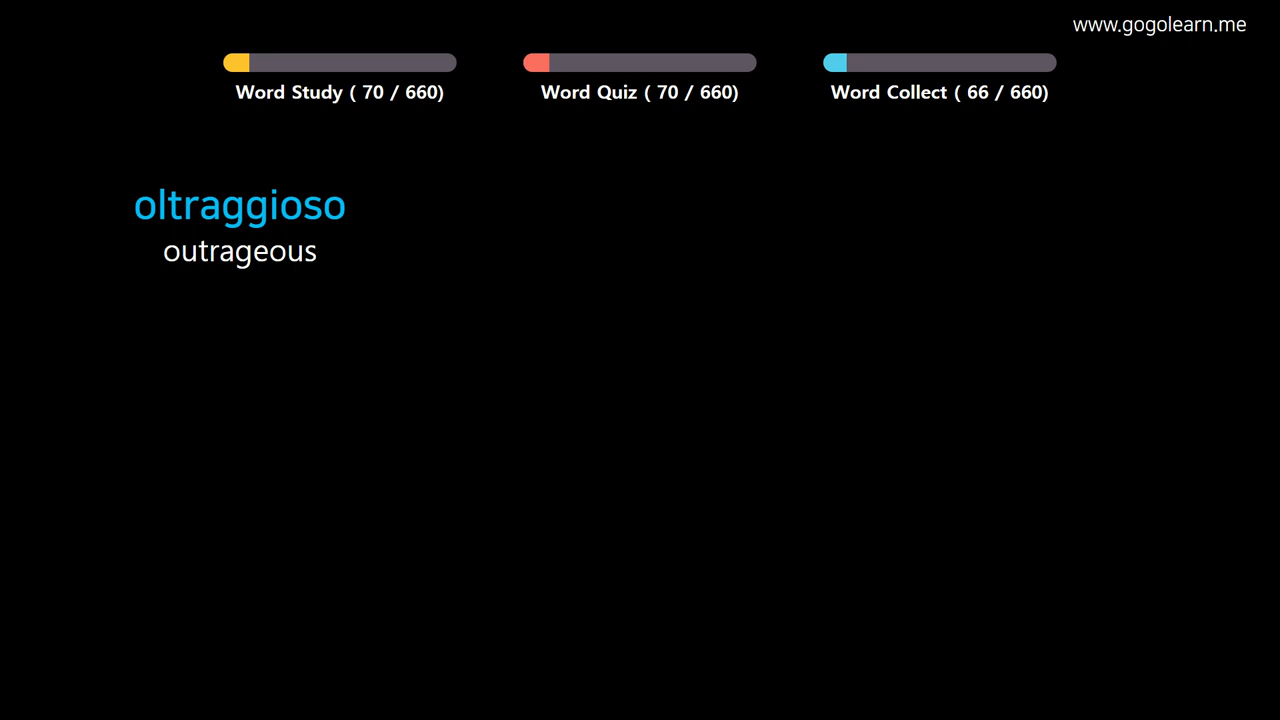 www.gogolearn.me
Word Study ( 70 / 660)
Word Quiz ( 70 / 660)
Word Collect ( 66 / 660)
oltraggioso
outrageous